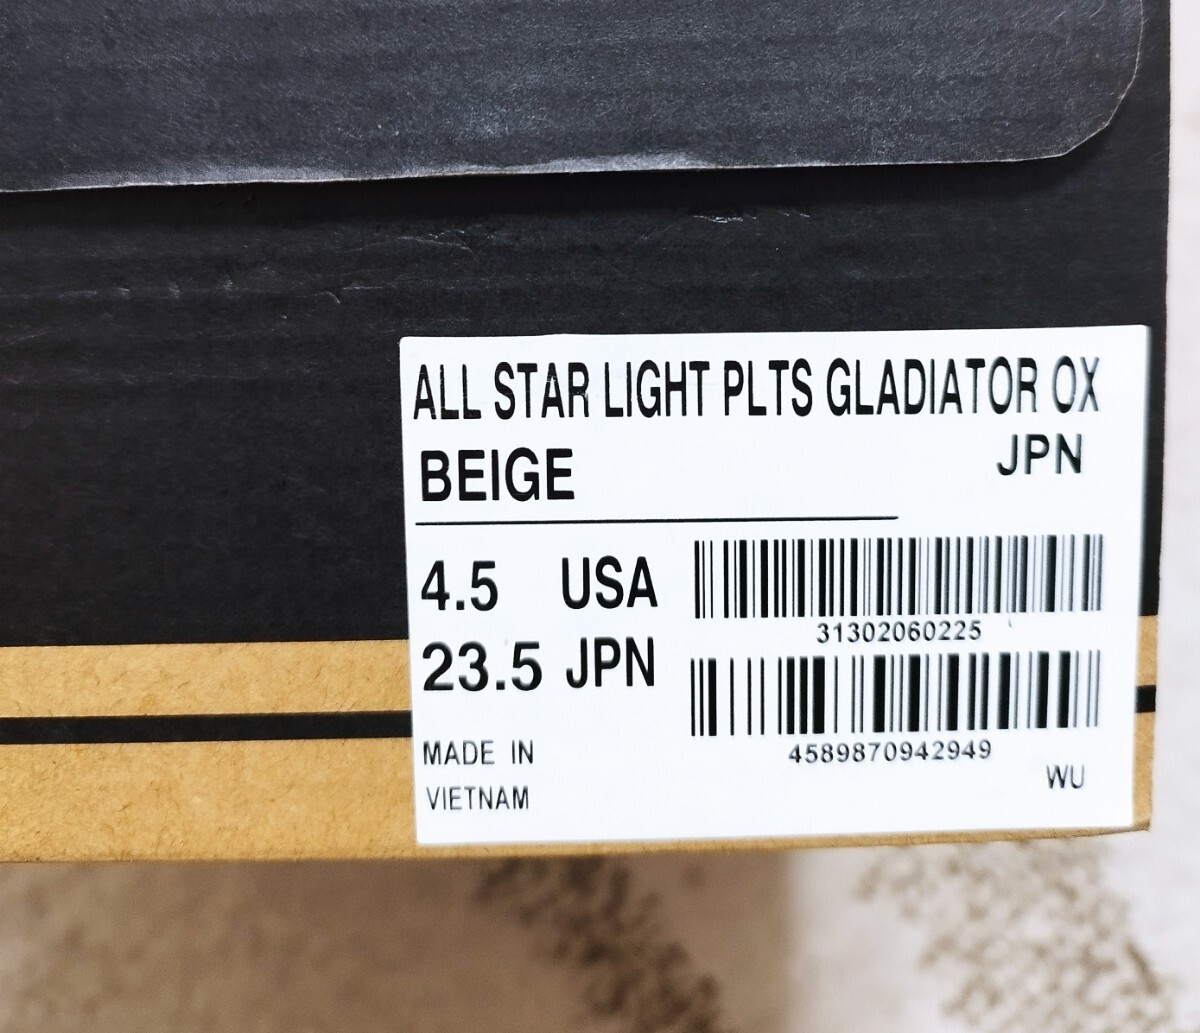 ALL STAR LIGHT PLTS GLADIATOR OX
BEIGE JPN
4.5 USA
31302060225
23.5 JPN
4589870942949
MADE IN
VIETNAM
WU